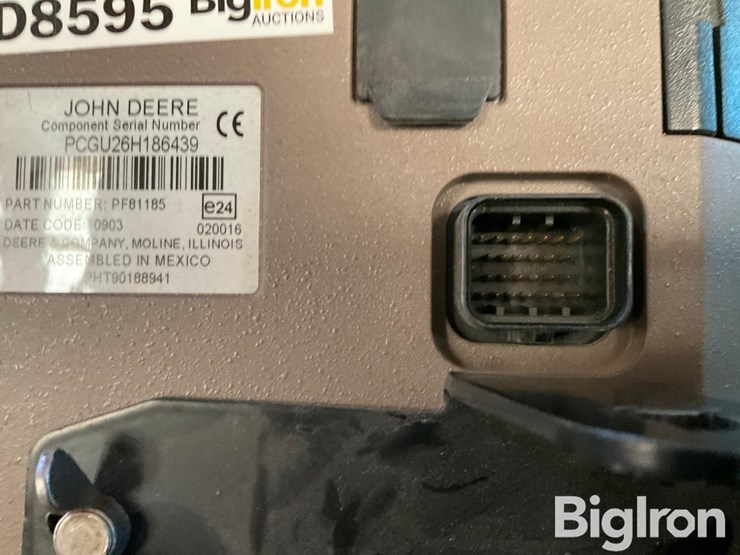 D8595 BigIron
AUCTIONS
JOHN DEERE
Component Serial Number
CE
PCGU26H186439
PART NUMBER: PF81185
e24
DATE CODE 0903
020016
DEERE & COMPANY, MOLINE, ILLINOIS
ASSEMBLED IN MEXICO
PHT90188941
BigIron